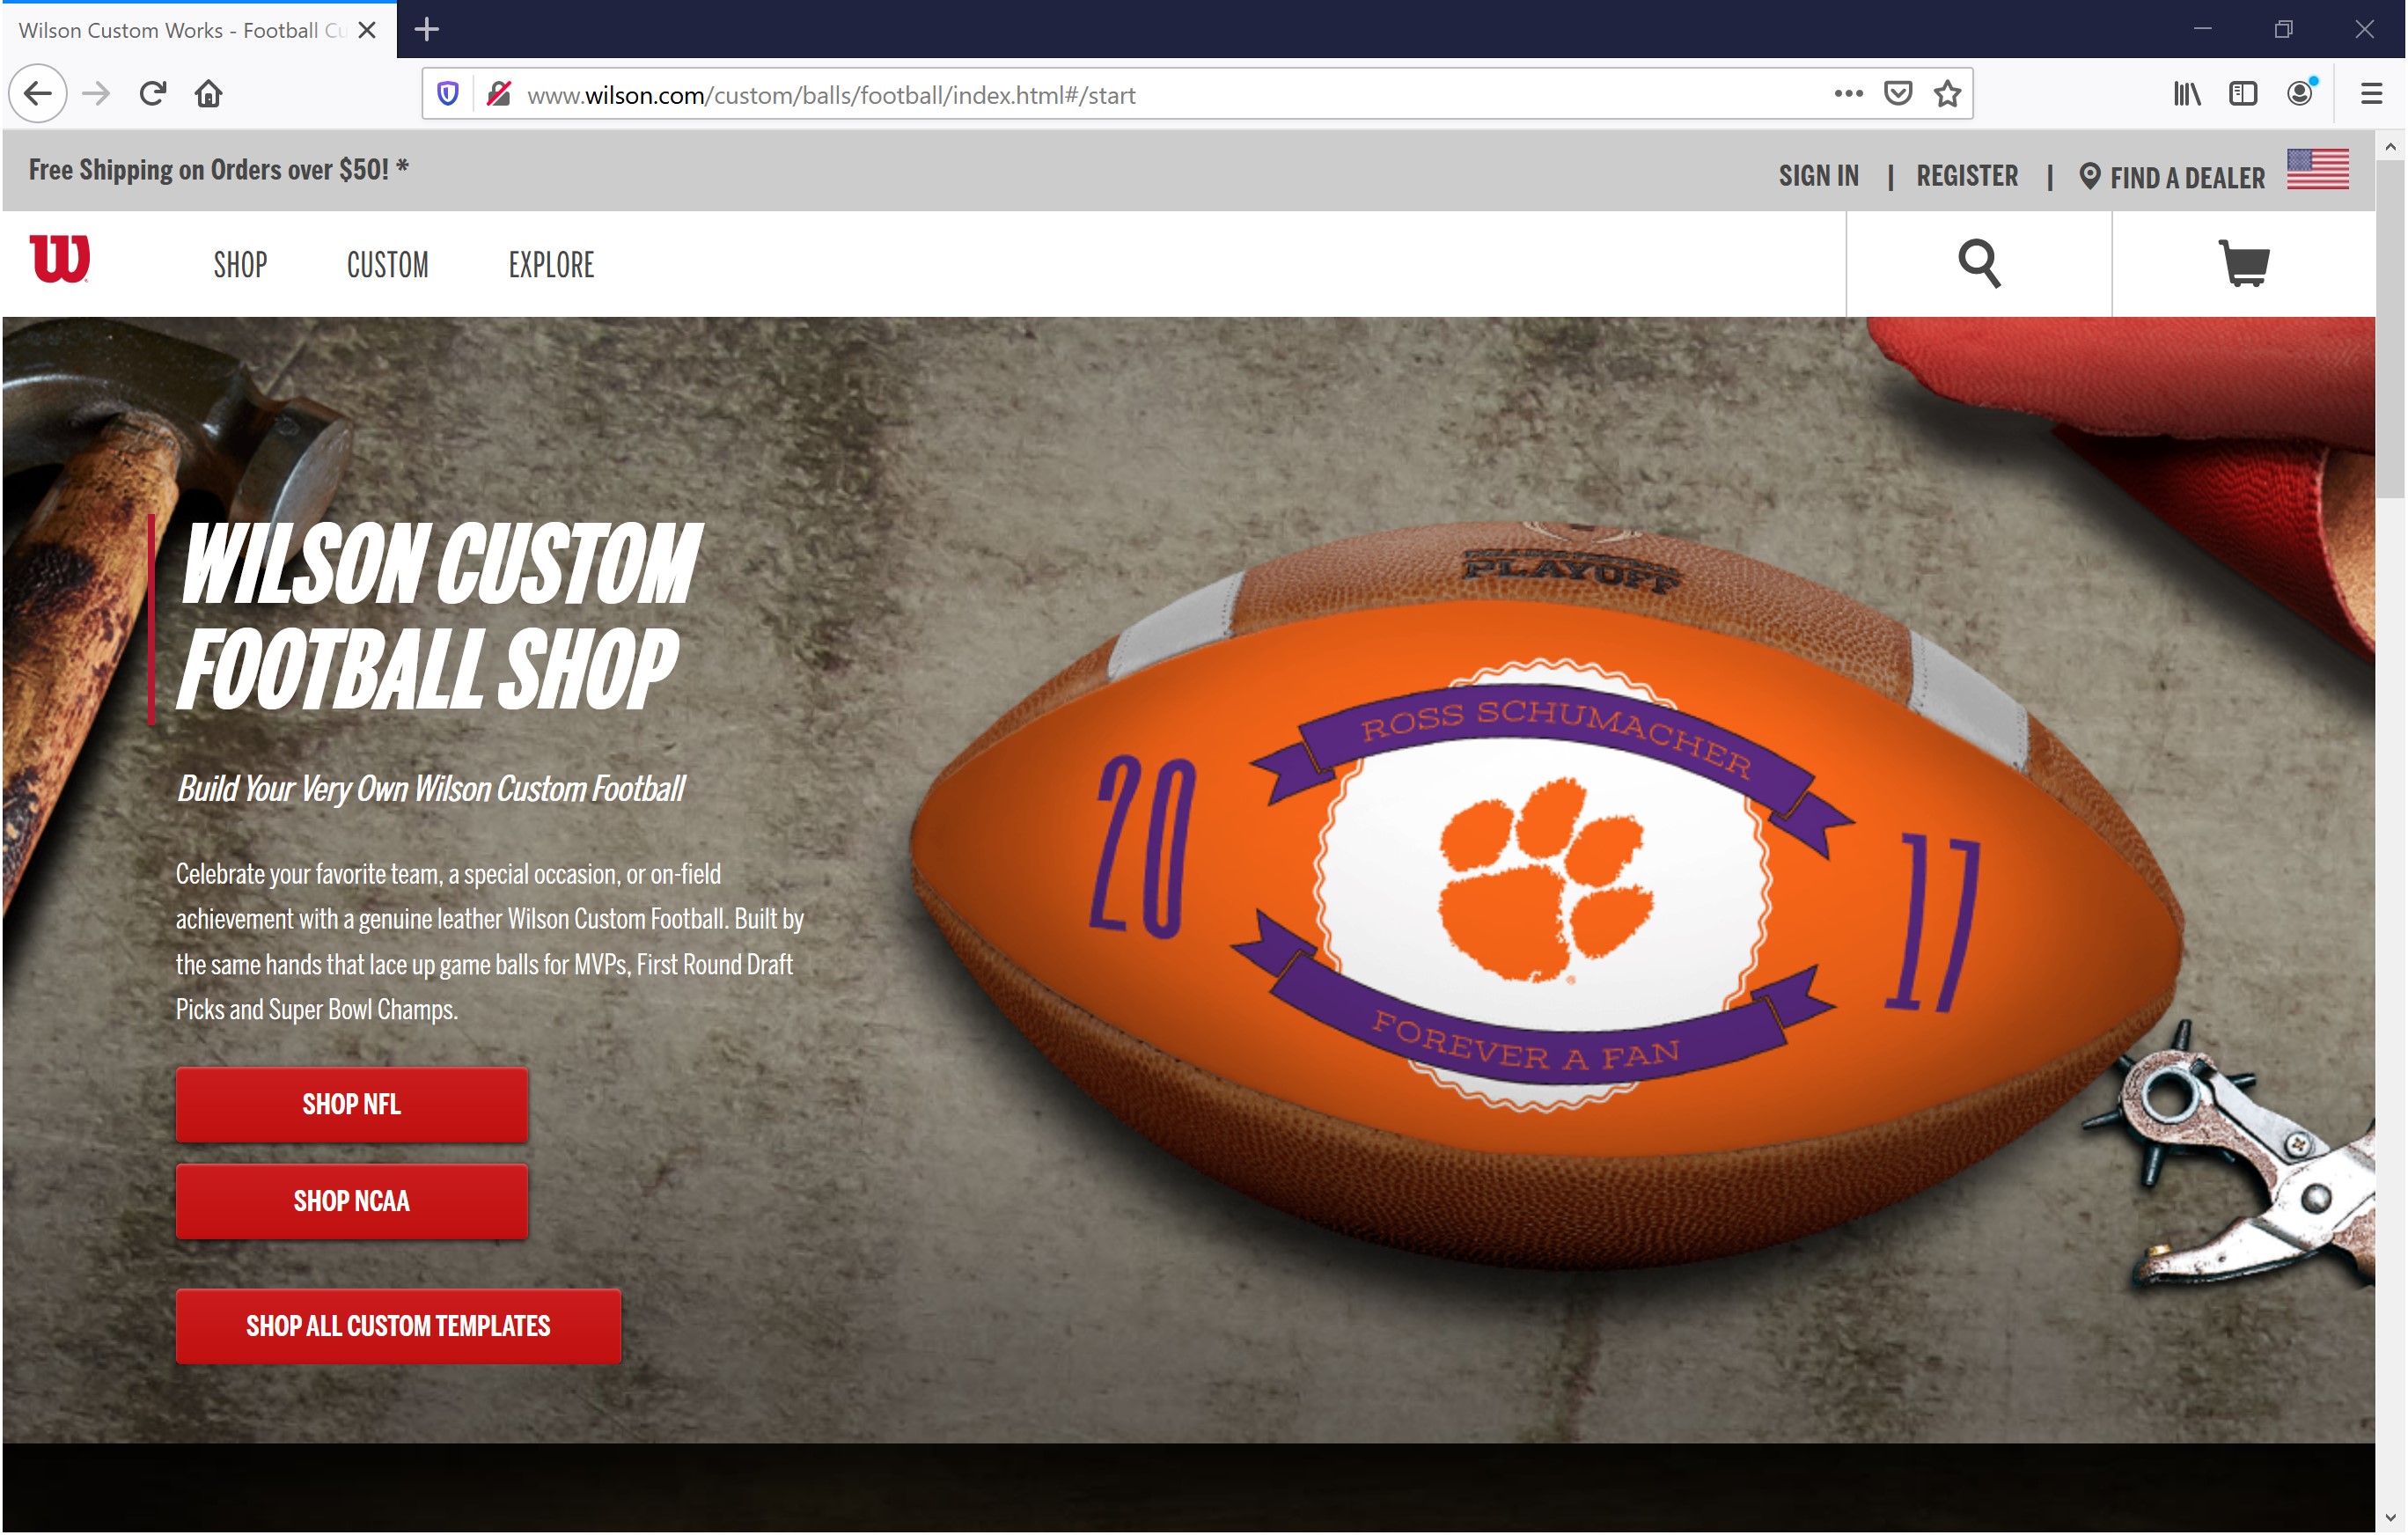 Wilson Custom Works - Football Cu
www.wilson.com/custom/balls/football/index.html#/start
Free Shipping on Orders over $50! *
SIGN IN | REGISTER | FIND A DEALER
W
SHOP CUSTOM EXPLORE
WILSON CUSTOM
FOOTBALL SHOP
Build Your Very Own Wilson Custom Football
Celebrate your favorite team, a special occasion, or on-field
achievement with a genuine leather Wilson Custom Football. Built by
the same hands that lace up game balls for MVPs, First Round Draft
Picks and Super Bowl Champs.
SHOP NFL
SHOP NCAA
SHOP ALL CUSTOM TEMPLATES
PLAYOFF
ROSS SCHUMACHER
20 17
FOREVER A FAN